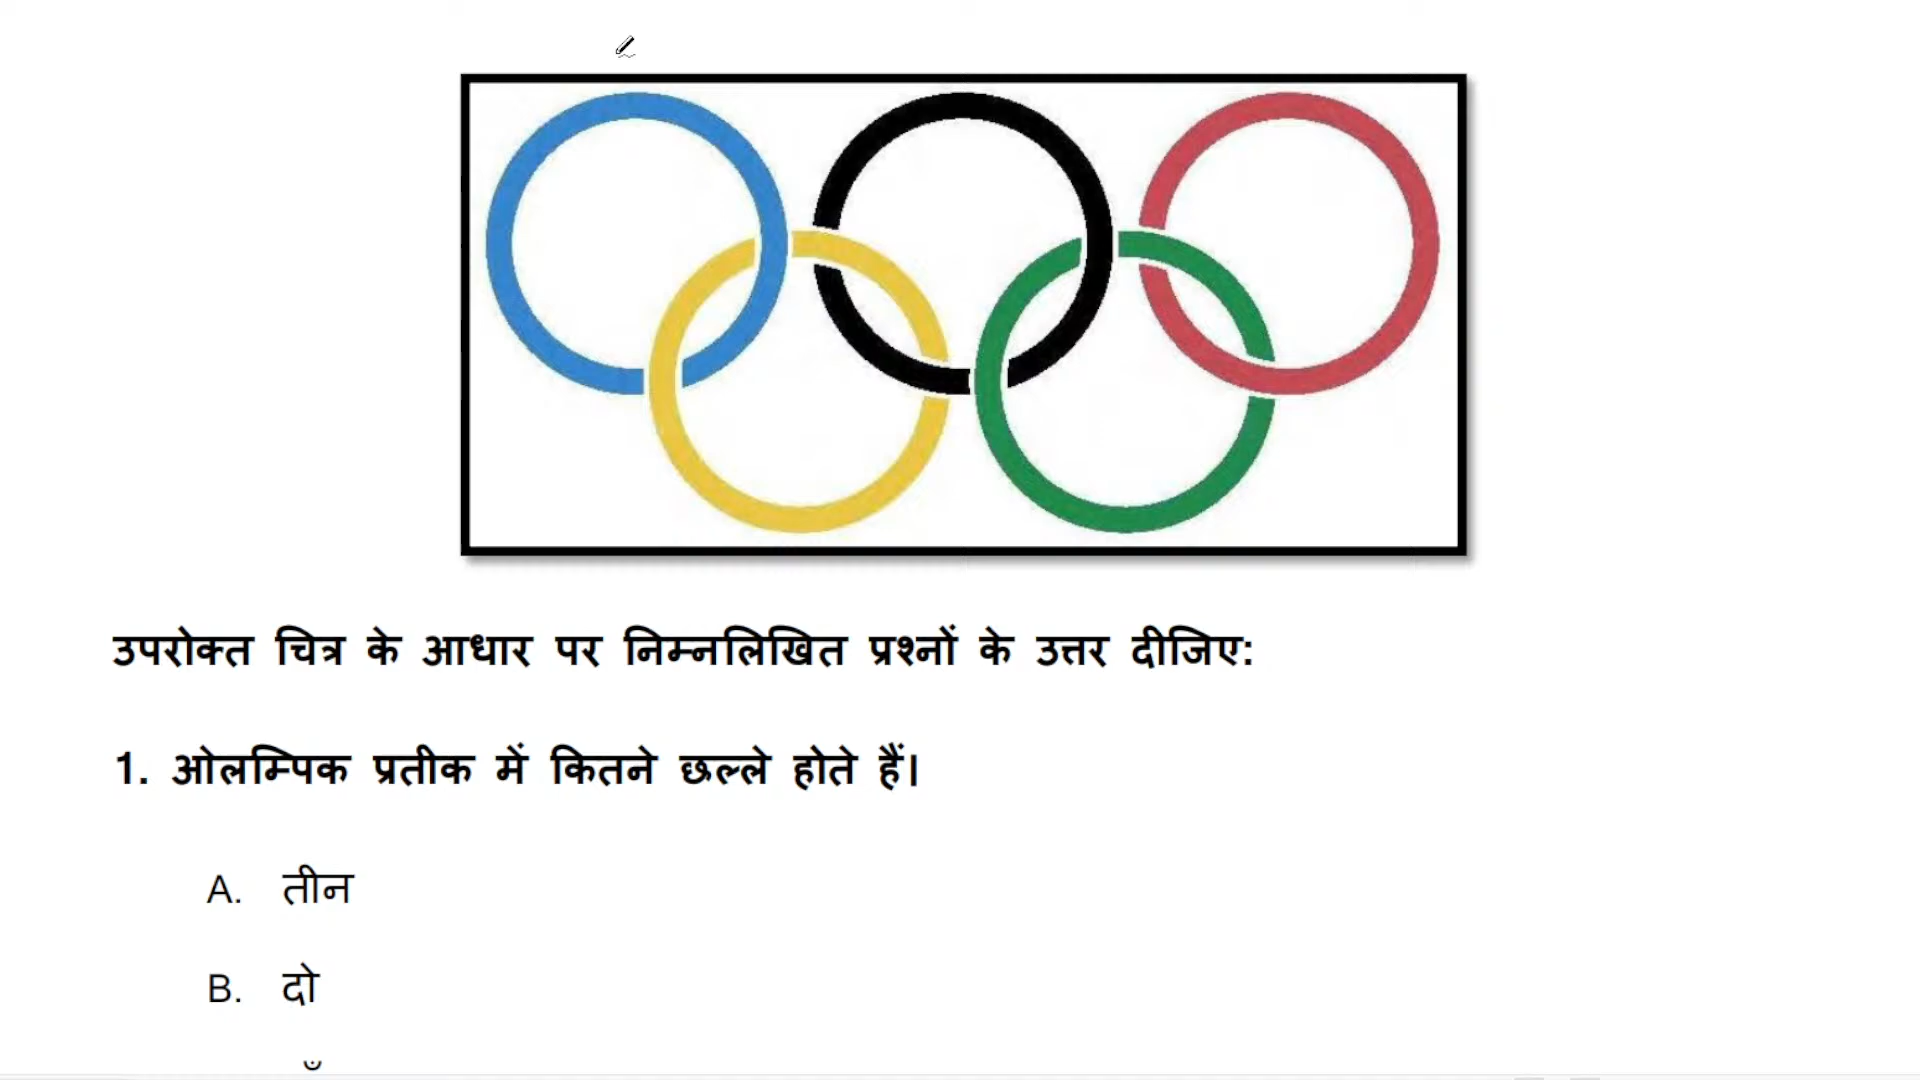 उपरोक्त चित्र के आधार पर निम्नलिखित प्रश्नों के उत्तर दीजिए:
1. ओलम्पिक प्रतीक में कितने छल्ले होते हैं।
A. तीन
B. दो